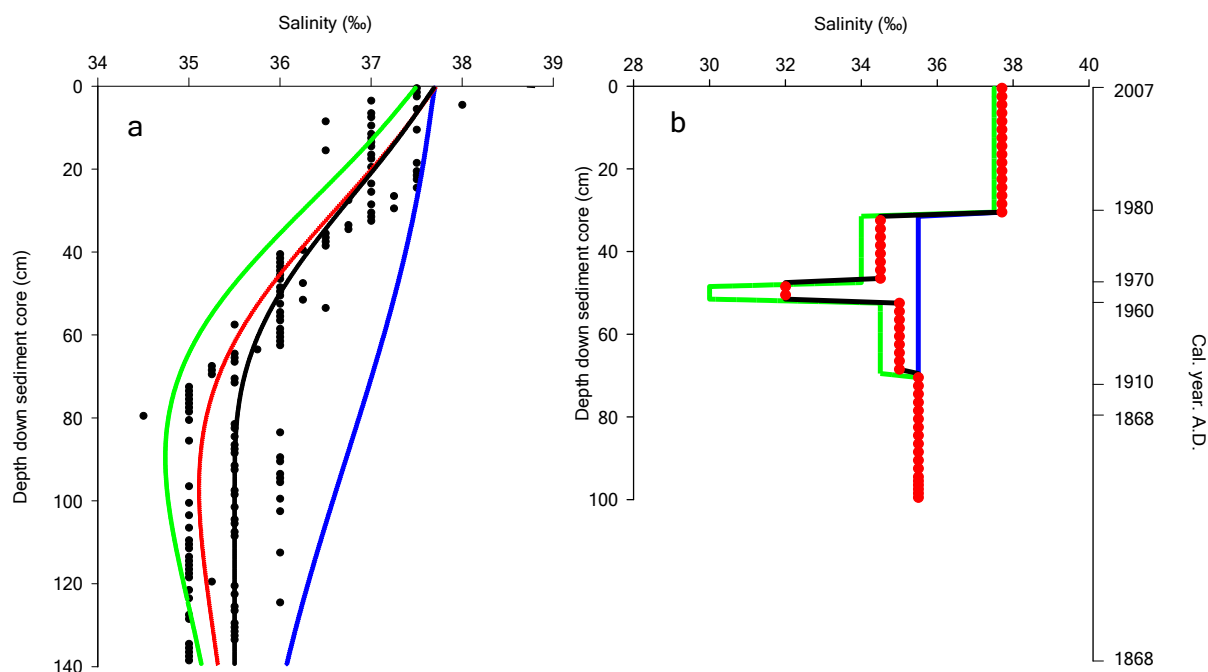 Salinity (‰)
34 35 36 37 38 39
a
0
20
40
60
80
100
120
140
Depth down sediment core (cm)
Salinity (‰)
28 30 32 34 36 38 40
b
0
20
40
60
80
100
Depth down sediment core (cm)
2007
1980
1970
1960
1910
1868
1868
Cal. year. A.D.